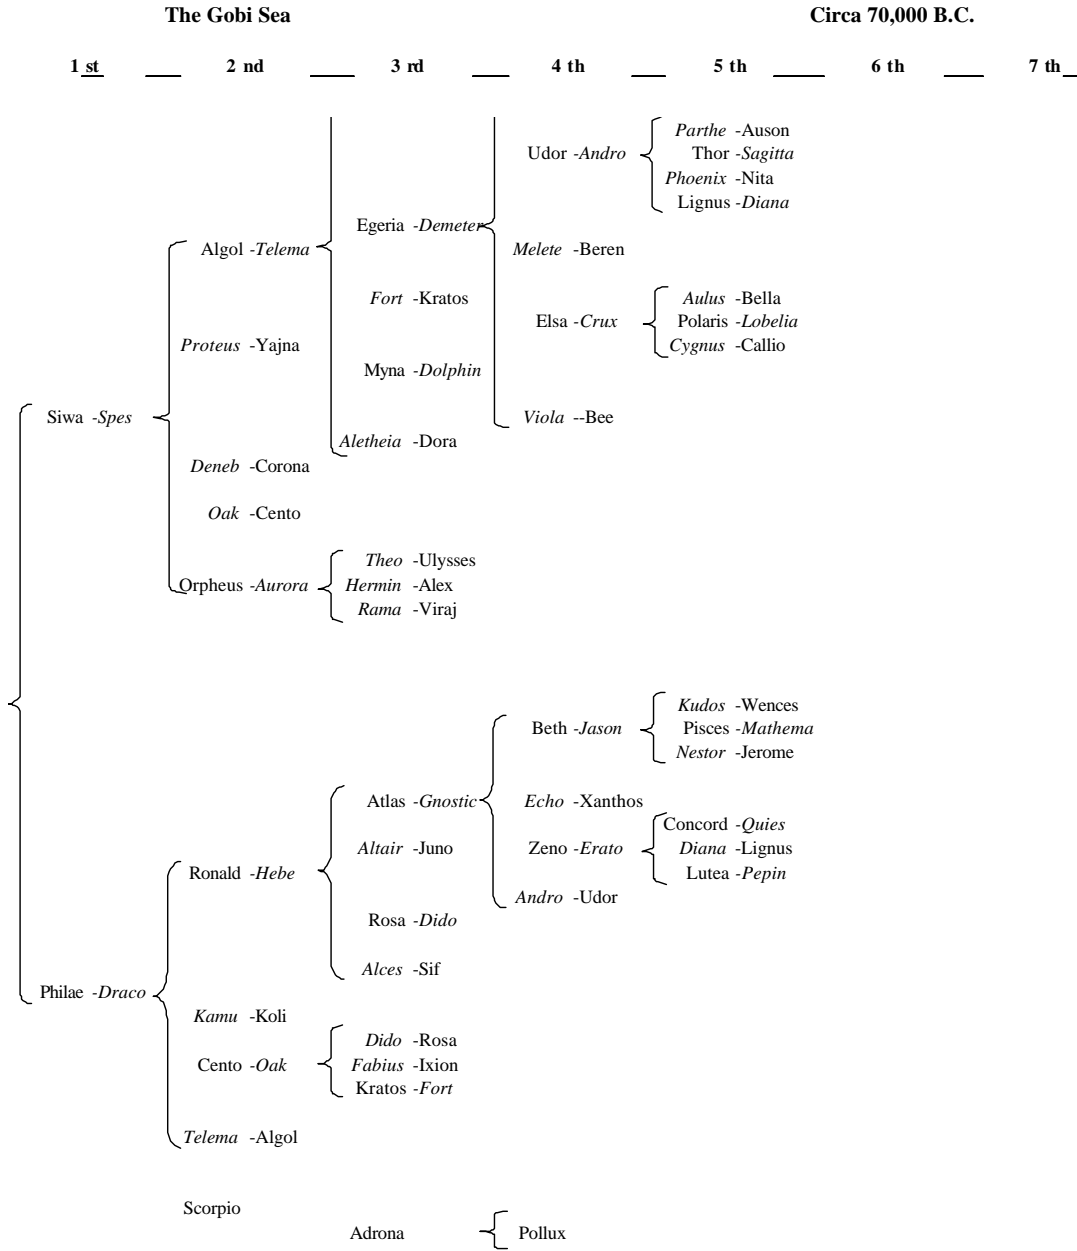 The Gobi Sea Circa 70,000 B.C.
1 st 2 nd 3 rd 4 th 5 th 6 th 7 th
Parthe -Auson
Udor -Andro
Thor -Sagitta
Phoenix -Nita
Lignus -Diana
Egeria -Demeter
Algol -Telema
Melete -Beren
Fort -Kratos
Aulus -Bella
Elsa -Crux
Polaris -Lobelia
Proteus -Yajna
Cygnus -Callio
Myna -Dolphin
Siwa -Spes
Viola --Bee
Aletheia -Dora
Deneb -Corona
Oak -Cento
Theo -Ulysses
Orpheus -Aurora
Hermin -Alex
Rama -Viraj
Kudos -Wences
Beth -Jason
Pisces -Mathema
Nestor -Jerome
Atlas -Gnostic
Echo -Xanthos
Concord -Quies
Altair -Juno
Zeno -Erato
Diana -Lignus
Ronald -Hebe
Lutea -Pepin
Andro -Udor
Rosa -Dido
Alces -Sif
Philae -Draco
Kamu -Koli
Dido -Rosa
Cento -Oak
Fabius -Ixion
Kratos -Fort
Telema -Algol
Scorpio
Adrona Pollux